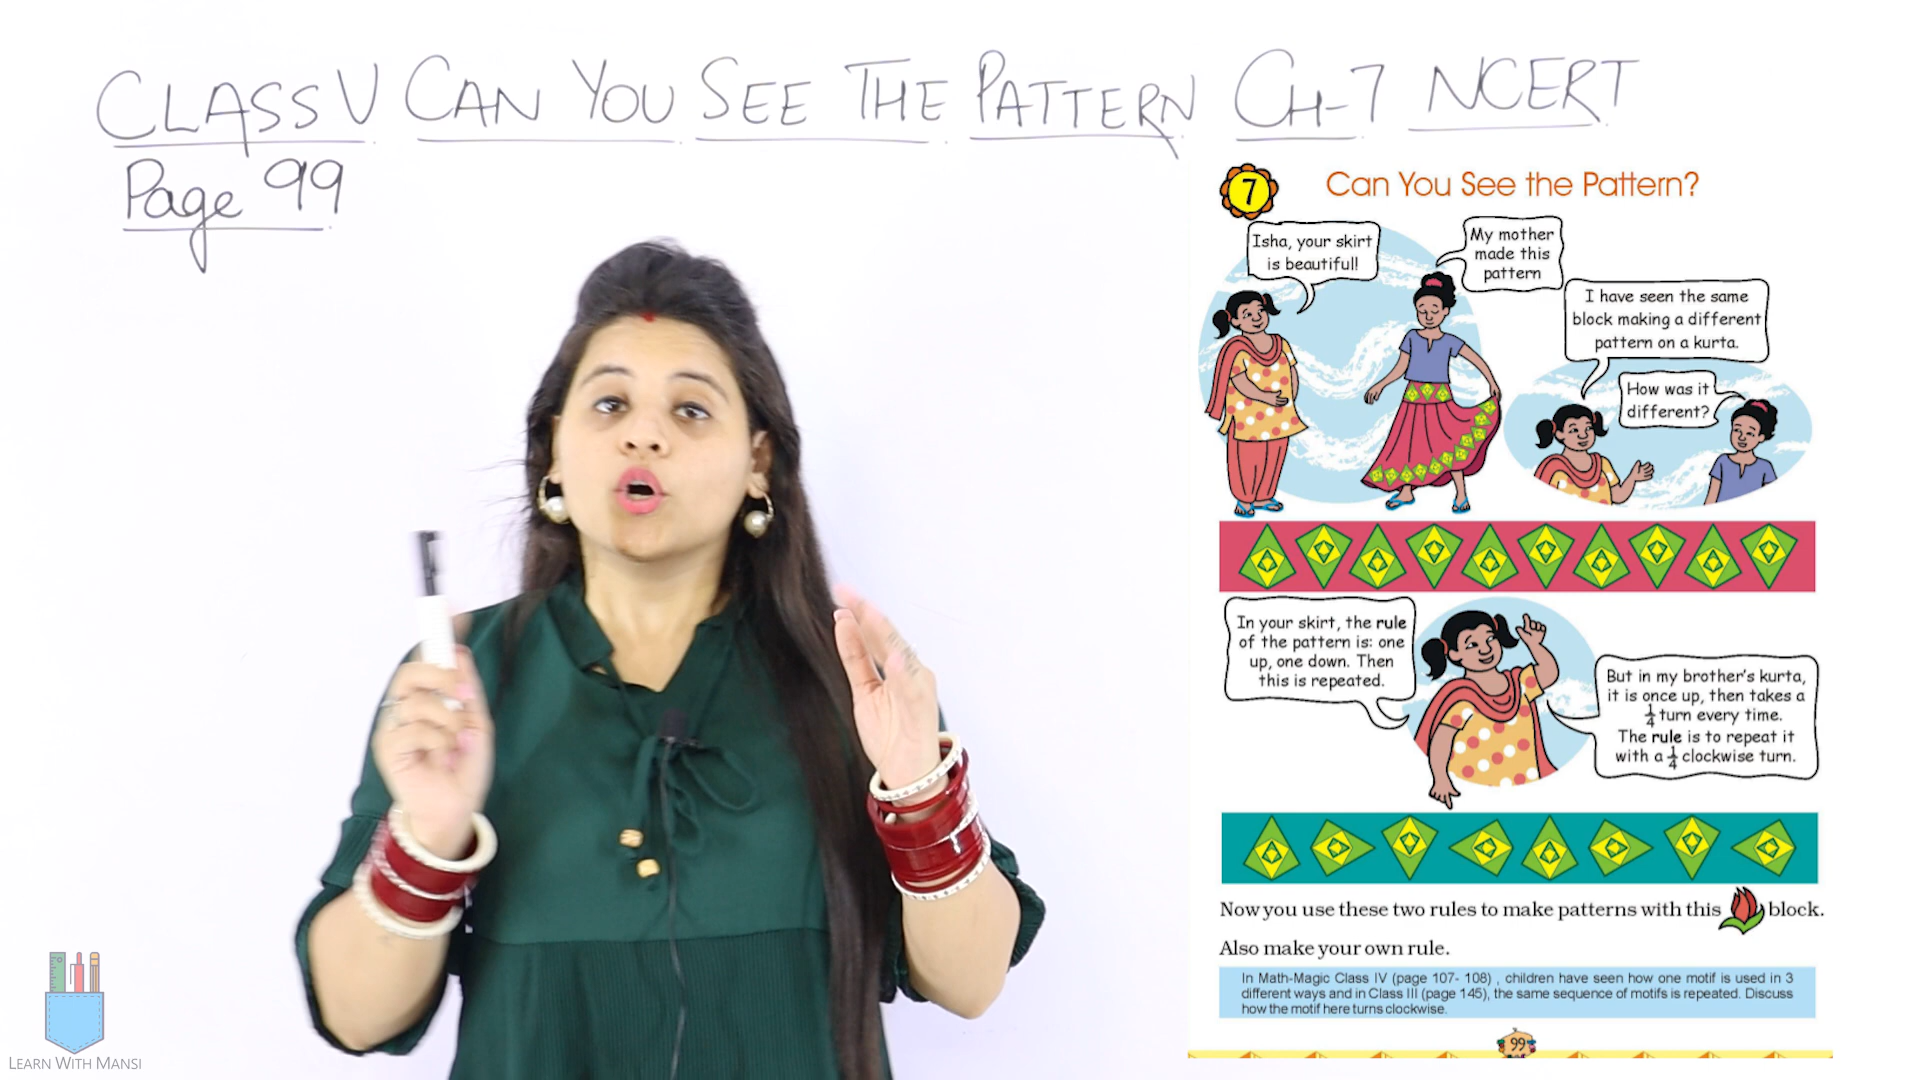 CLASS V CAN YOU SEE THE PATTERN CH-7 NCERT
Page 99
7
Can You See the Pattern?
Isha, your skirt
is beautiful!
My mother
made this
pattern
I have seen the same
block making a different
pattern on a kurta.
How was it
different?
In your skirt, the rule
of the pattern is: one
up, one down. Then
this is repeated.
But in my brother's kurta,
it is once up, then takes a
1/4 turn every time.
The rule is to repeat it
with a 1/4 clockwise turn.
Now you use these two rules to make patterns with this block.
Also make your own rule.
In Math-Magic Class IV (page 107- 108) , children have seen how one motif is used in 3
different ways and in Class III (page 145), the same sequence of motifs is repeated. Discuss
how the motif here turns clockwise.
99
LEARN WITH MANSI